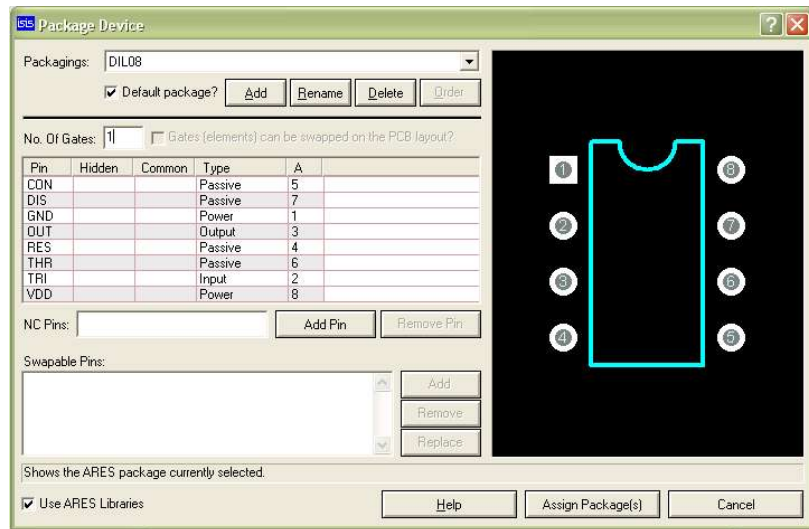 isis Package Device
Packagings: DIL08
Default package? Add Rename Delete Order
No. Of Gates: 1 Gates (elements) can be swapped on the PCB layout?
Pin Hidden Common Type A
CON Passive 5
DIS Passive 7
GND Power 1
OUT Output 3
RES Passive 4
THR Passive 6
TRI Input 2
VDD Power 8
NC Pins: Add Pin Remove Pin
Swapable Pins:
Add
Remove
Replace
Shows the ARES package currently selected.
Use ARES Libraries Help Assign Package(s) Cancel
1 8
2 7
3 6
4 5